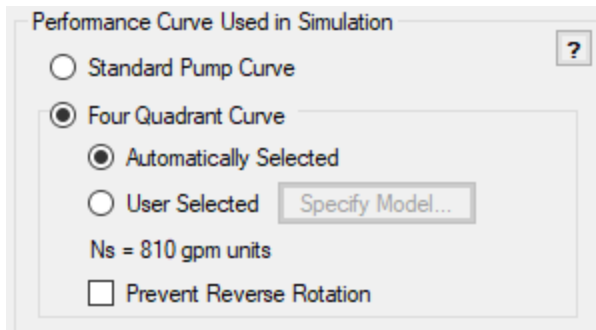 Performance Curve Used in Simulation
?
Standard Pump Curve
Four Quadrant Curve
Automatically Selected
User Selected Specify Model...
Ns = 810 gpm units
Prevent Reverse Rotation